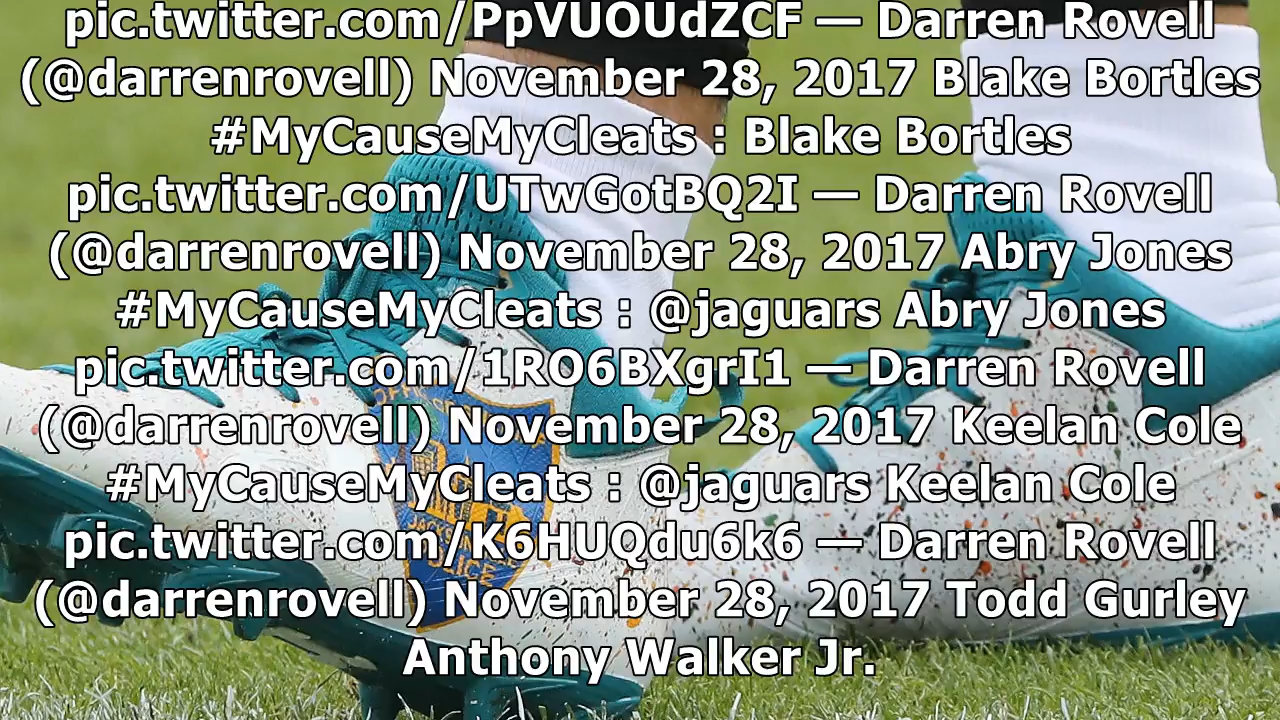 pic.twitter.com/PpVUOUdZCF — Darren Rovell
(@darrenrovell) November 28, 2017 Blake Bortles
#MyCauseMyCleats : Blake Bortles
pic.twitter.com/UTwGotBQ2I — Darren Rovell
(@darrenrovell) November 28, 2017 Abry Jones
#MyCauseMyCleats : @jaguars Abry Jones
pic.twitter.com/1RO6BXgrI1 — Darren Rovell
(@darrenrovell) November 28, 2017 Keelan Cole
#MyCauseMyCleats : @jaguars Keelan Cole
pic.twitter.com/K6HUQdu6k6 — Darren Rovell
(@darrenrovell) November 28, 2017 Todd Gurley
Anthony Walker Jr.